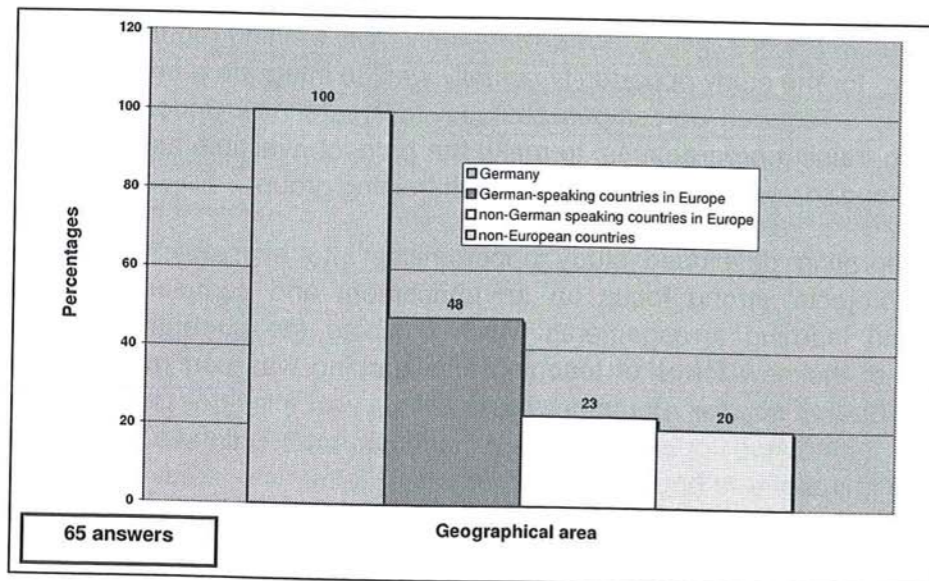 120
100
80
60
40
20
0
Percentages
100
48
23
20
Germany
German-speaking countries in Europe
non-German speaking countries in Europe
non-European countries
65 answers
Geographical area